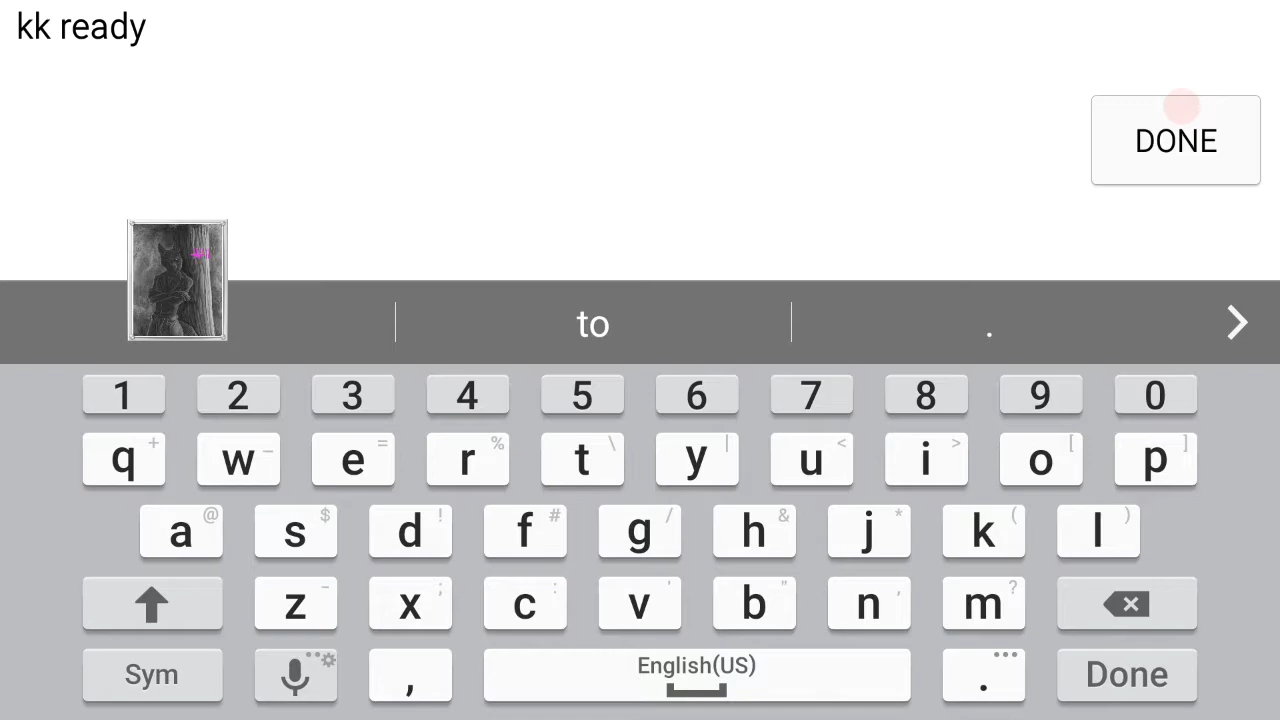 kk ready
DONE
to .
1 2 3 4 5 6 7 8 9 0
q + w - e = r % t \ y | u < i > o [ p ]
a @ s $ d ! f # g / h & j * k ( l )
z - x ; c : v ' b " n , m ?
Sym , English(US) . Done